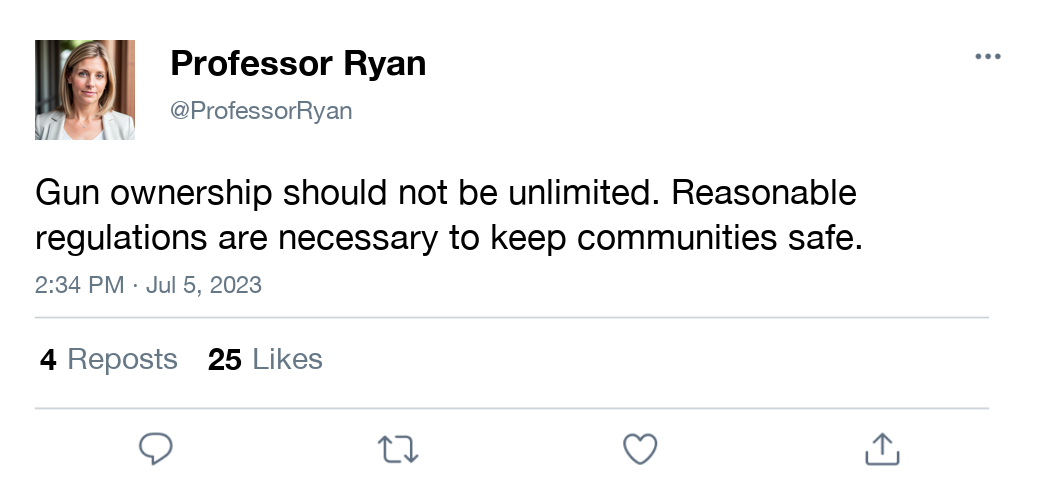 Professor Ryan
@ProfessorRyan
Gun ownership should not be unlimited. Reasonable
regulations are necessary to keep communities safe.
2:34 PM · Jul 5, 2023
4 Reposts 25 Likes